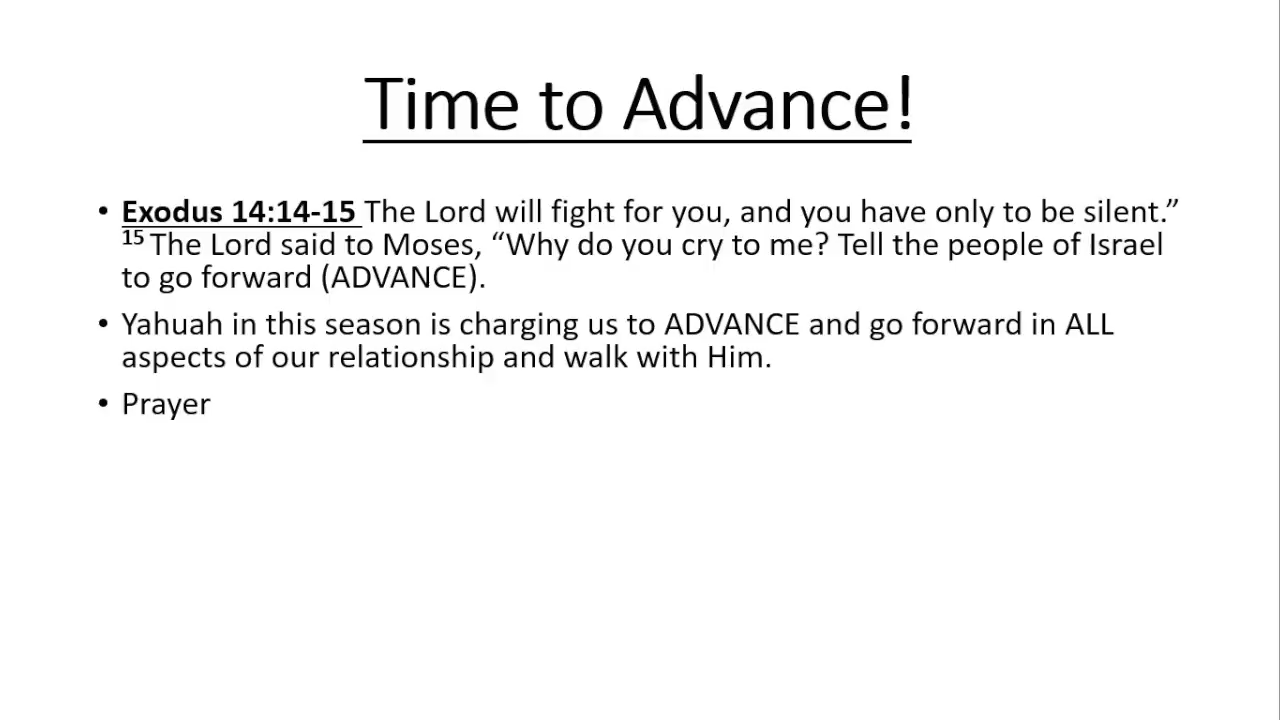 Time to Advance!
• Exodus 14:14-15 The Lord will fight for you, and you have only to be silent.”
15 The Lord said to Moses, “Why do you cry to me? Tell the people of Israel
to go forward (ADVANCE).
• Yahuah in this season is charging us to ADVANCE and go forward in ALL
aspects of our relationship and walk with Him.
• Prayer